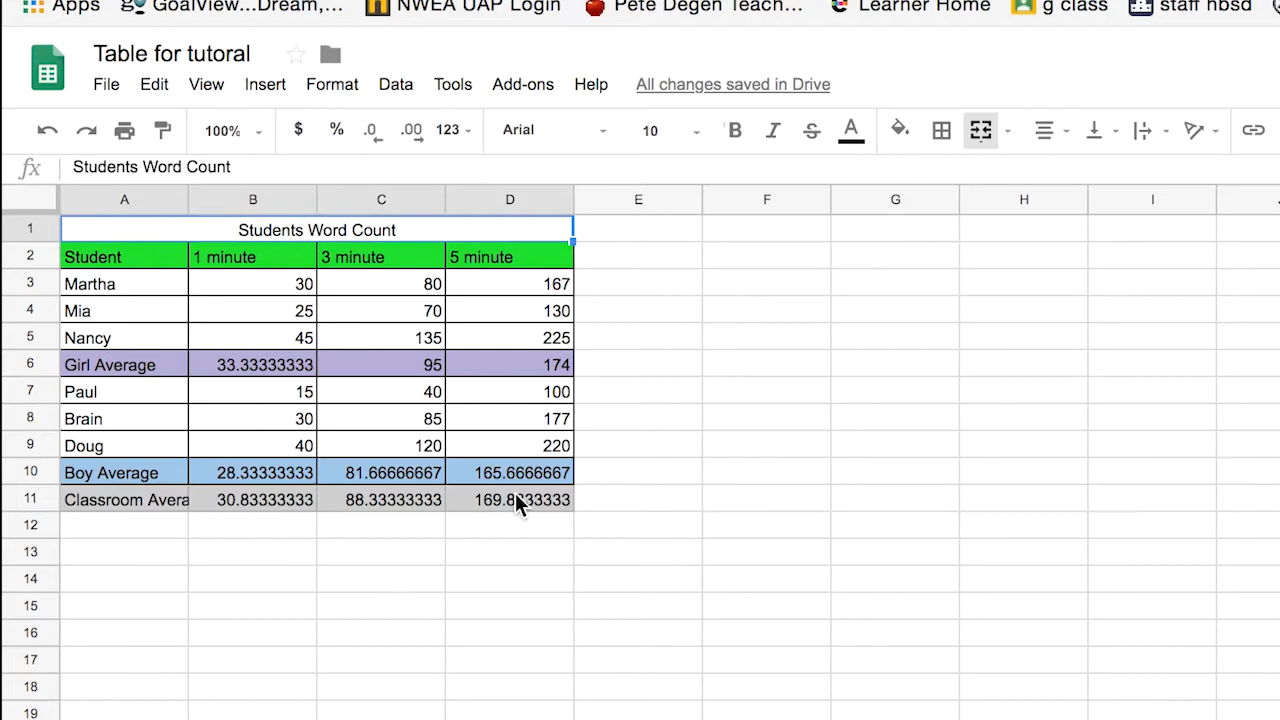 Apps GoalView...Dream,... NWEA UAP Login Pete Degen Teach... Learner Home g class staff hbsd
Table for tutoral
File Edit View Insert Format Data Tools Add-ons Help All changes saved in Drive
100% $ % .0 .00 123 Arial 10 B I S A
fx Students Word Count
A B C D E F G H I
1 Students Word Count
2 Student 1 minute 3 minute 5 minute
3 Martha 30 80 167
4 Mia 25 70 130
5 Nancy 45 135 225
6 Girl Average 33.33333333 95 174
7 Paul 15 40 100
8 Brain 30 85 177
9 Doug 40 120 220
10 Boy Average 28.33333333 81.66666667 165.6666667
11 Classroom Avera 30.83333333 88.33333333
12
13
14
15
16
17
18
19